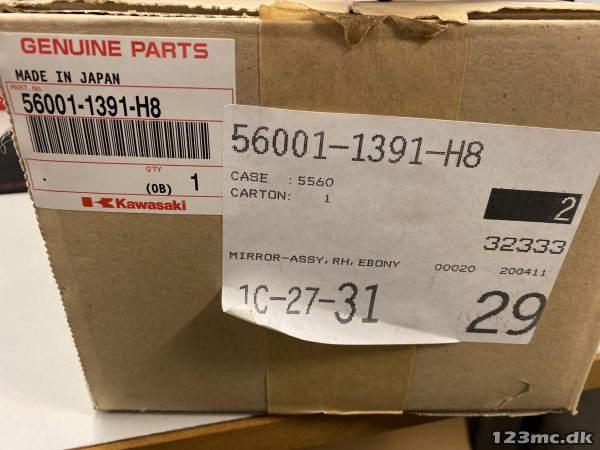 GENUINE PARTS
MADE IN JAPAN
PART. No.
56001-1391-H8
QTY
(OB) 1
Kawasaki
56001-1391-H8
CASE :5560
CARTON: 1
2
32333
MIRROR-ASSY,RH,EBONY 00020 200411
1C-27-31
29
123mc.dk